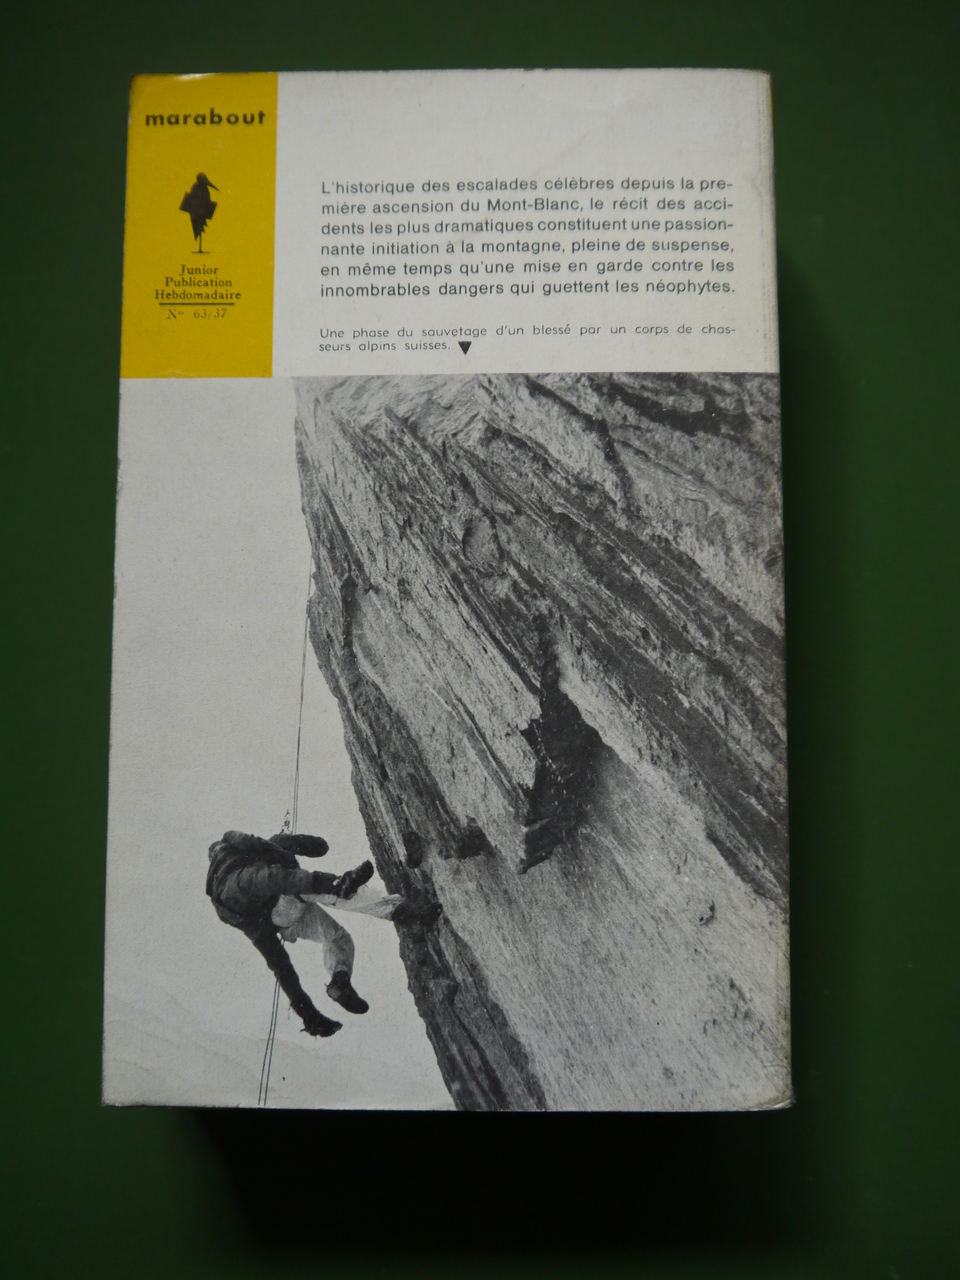 marabout
Junior
Publication
Hebdomadaire
No 63/37
L'historique des escalades célèbres depuis la pre-
mière ascension du Mont-Blanc, le récit des acci-
dents les plus dramatiques constituent une passion-
nante initiation à la montagne, pleine de suspense,
en même temps qu'une mise en garde contre les
innombrables dangers qui guettent les néophytes.
Une phase du sauvetage d'un blessé par un corps de chas-
seurs alpins suisses.